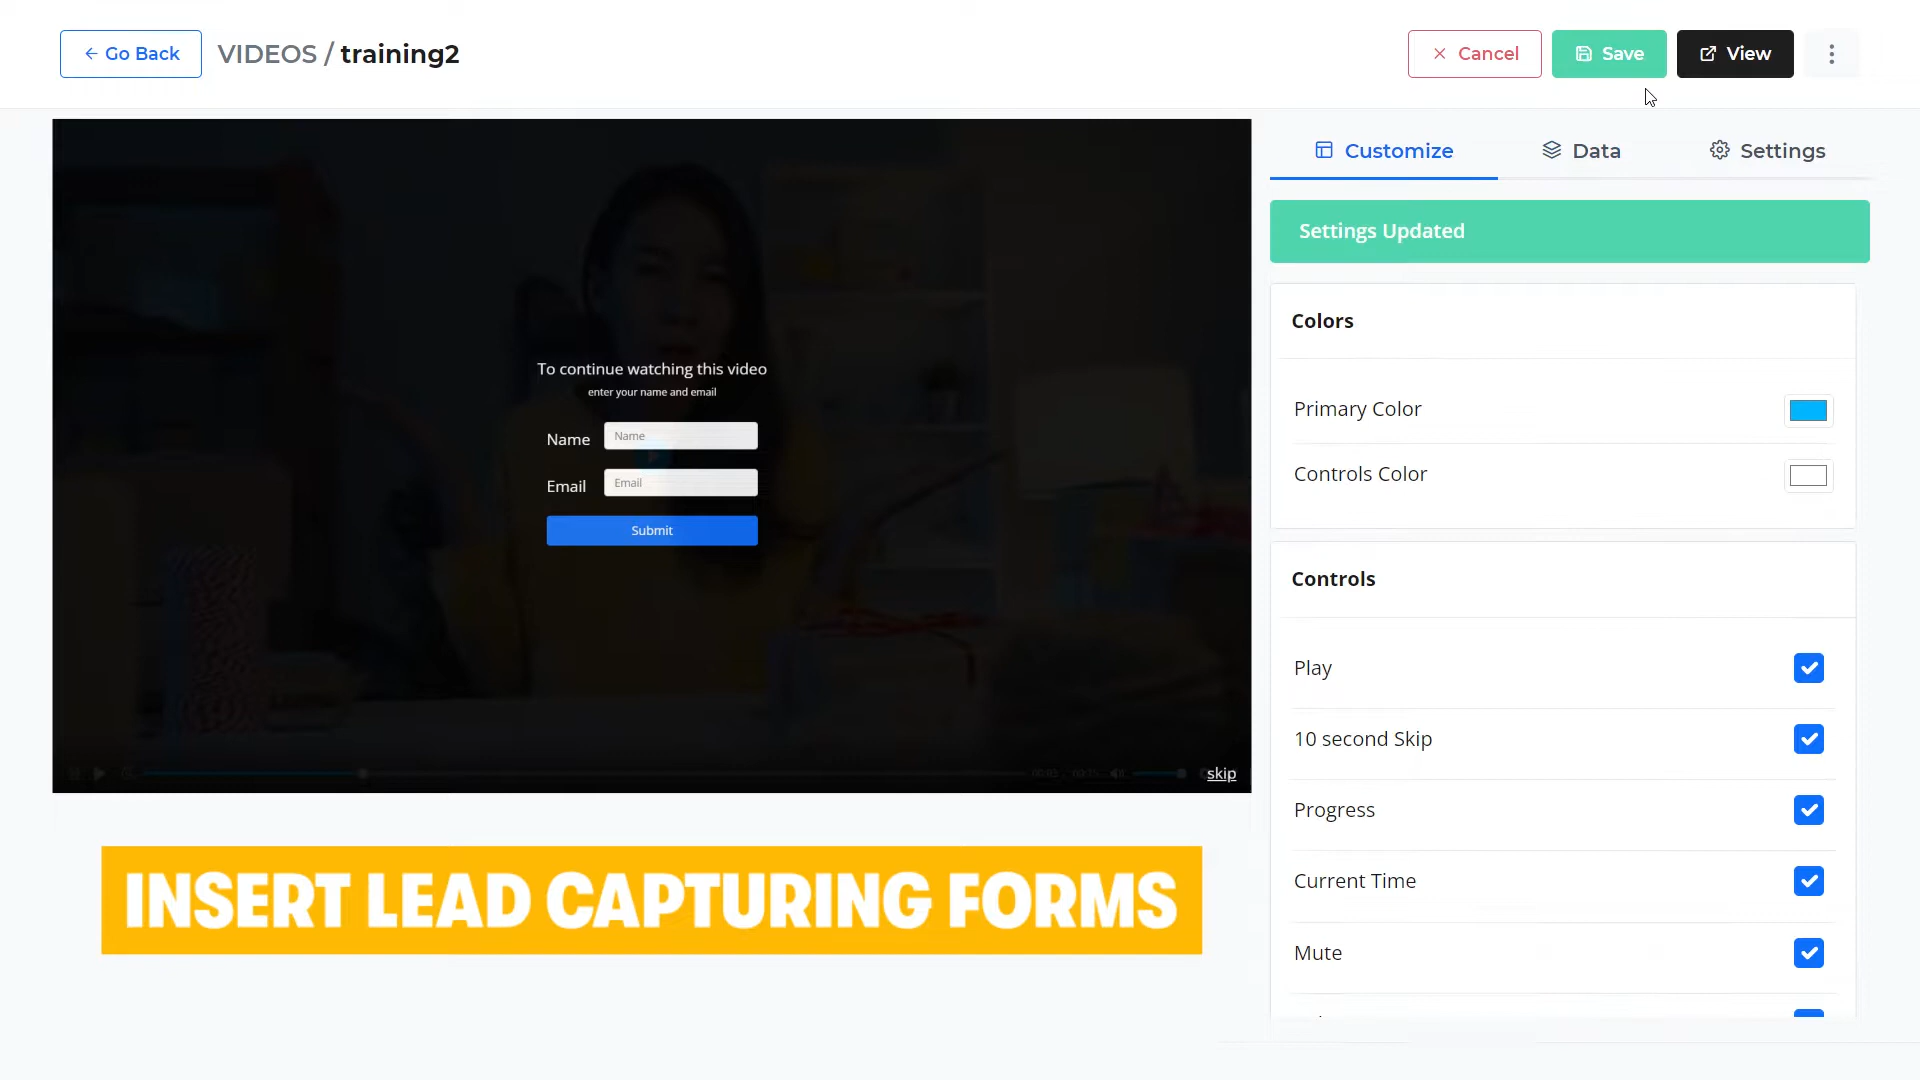 Go Back
VIDEOS / training2
Cancel
Save
View
Customize
Data
Settings
Settings Updated
Colors
Primary Color
Controls Color
Controls
Play
10 second Skip
Progress
Current Time
Mute
To continue watching this video
enter your name and email
Name
Name
Email
Email
Submit
skip
INSERT LEAD CAPTURING FORMS